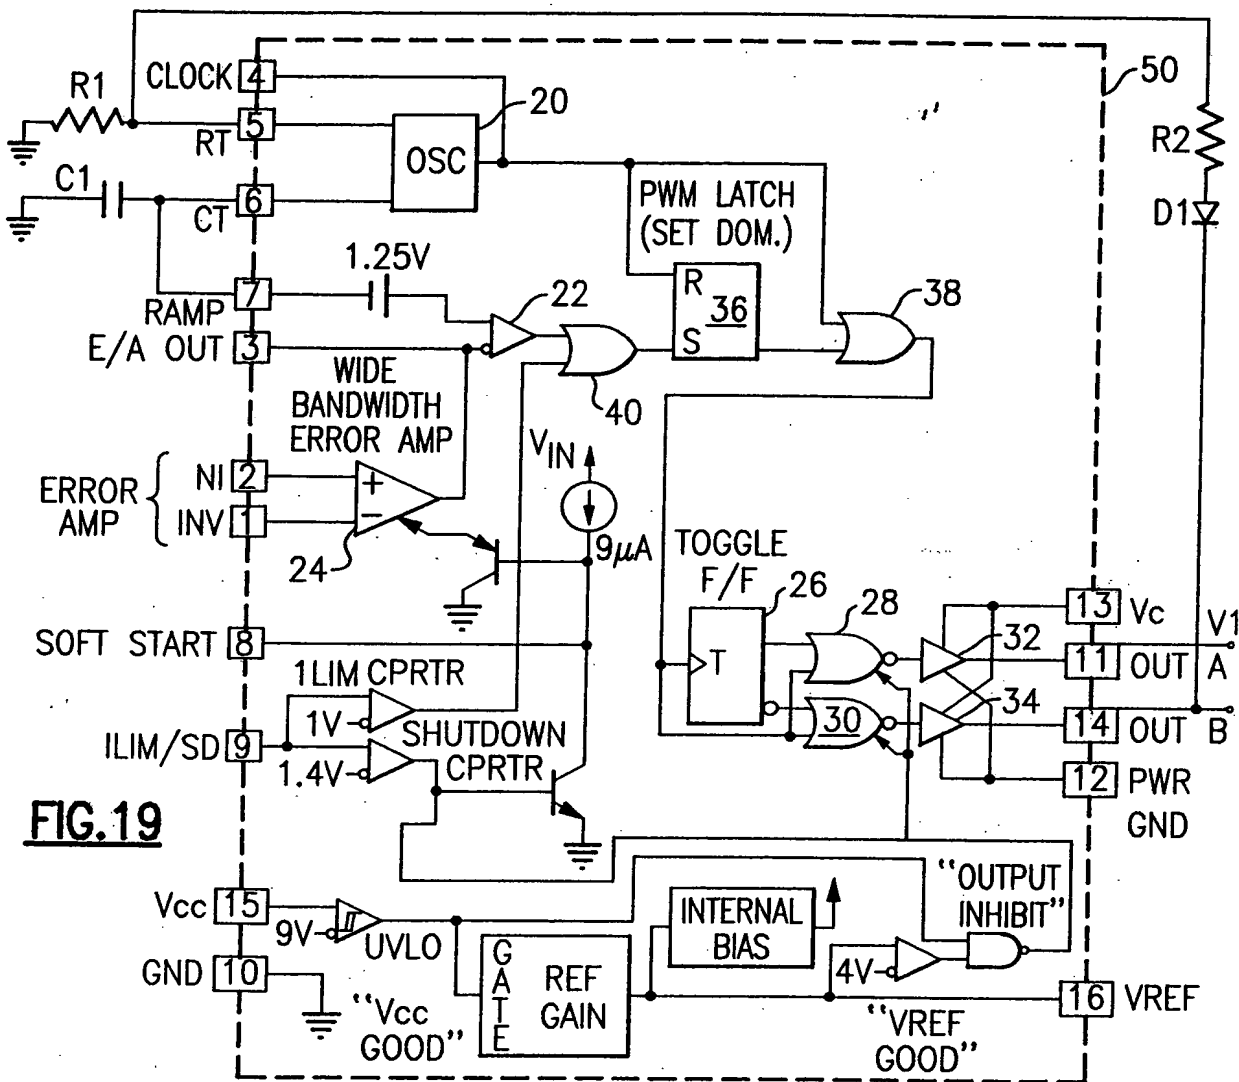 50
CLOCK 4
R1
5
RT
20
OSC
R2
C1
6
CT
PWM LATCH
(SET DOM.)
D1
1.25V
7
RAMP
22
R
36
S
38
E/A OUT 3
WIDE
BANDWIDTH
ERROR AMP
40
VIN
NI 2
+
ERROR
AMP
INV 1
−
24
9μA
TOGGLE
F/F
26
28
13 Vc
V1
SOFT START 8
T
32
11 OUT A
1LIM CPRTR
1V
30
34
14 OUT B
ILIM/SD 9
SHUTDOWN
CPRTR
1.4V
12 PWR
GND
FIG.19
"OUTPUT
INHIBIT"
Vcc 15
9V
UVLO
INTERNAL
BIAS
4V
GND 10
GATE
REF
GAIN
16 VREF
"Vcc
GOOD"
"VREF
GOOD"